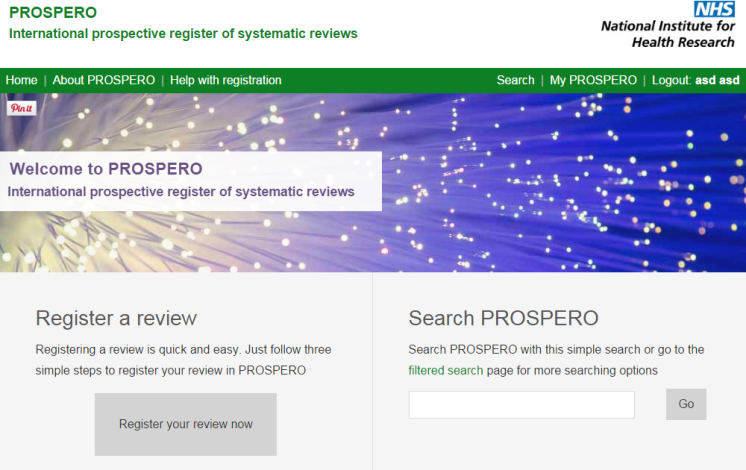 PROSPERO
International prospective register of systematic reviews
NHS
National Institute for
Health Research
Home | About PROSPERO | Help with registration
Search | My PROSPERO | Logout: asd asd
Pin it
Welcome to PROSPERO
International prospective register of systematic reviews
Register a review
Registering a review is quick and easy. Just follow three
simple steps to register your review in PROSPERO
Register your review now
Search PROSPERO
Search PROSPERO with this simple search or go to the
filtered search page for more searching options
Go